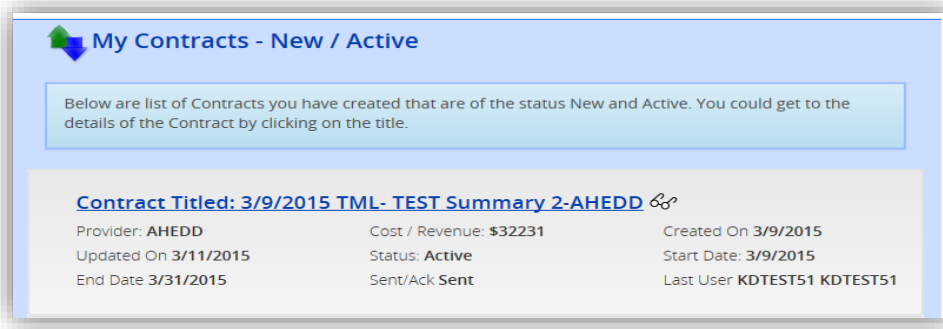 My Contracts - New / Active
Below are list of Contracts you have created that are of the status New and Active. You could get to the
details of the Contract by clicking on the title.
Contract Titled: 3/9/2015 TML- TEST Summary 2-AHEDD
Provider: AHEDD Cost / Revenue: $32231 Created On 3/9/2015
Updated On 3/11/2015 Status: Active Start Date: 3/9/2015
End Date 3/31/2015 Sent/Ack Sent Last User KDTEST51 KDTEST51